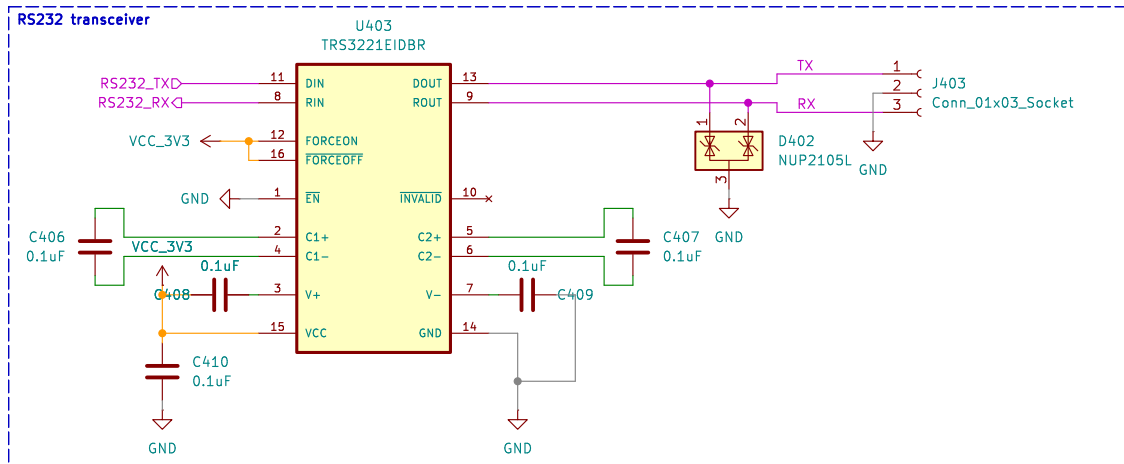 RS232 transceiver
U403
TRS3221EIDBR
RS232_TX
11
DIN
DOUT
13
TX
1
RS232_RX
8
RIN
ROUT
9
RX
2
3
J403
Conn_01x03_Socket
GND
VCC_3V3
12
FORCEON
16
FORCEOFF
1
2
3
D402
NUP2105L
GND
GND
1
EN
INVALID
10
C406
0.1uF
2
C1+
C2+
5
C407
0.1uF
VCC_3V3
4
C1-
C2-
6
0.1uF
0.1uF
C408
3
V+
V-
7
C409
15
VCC
GND
14
C410
0.1uF
GND
GND